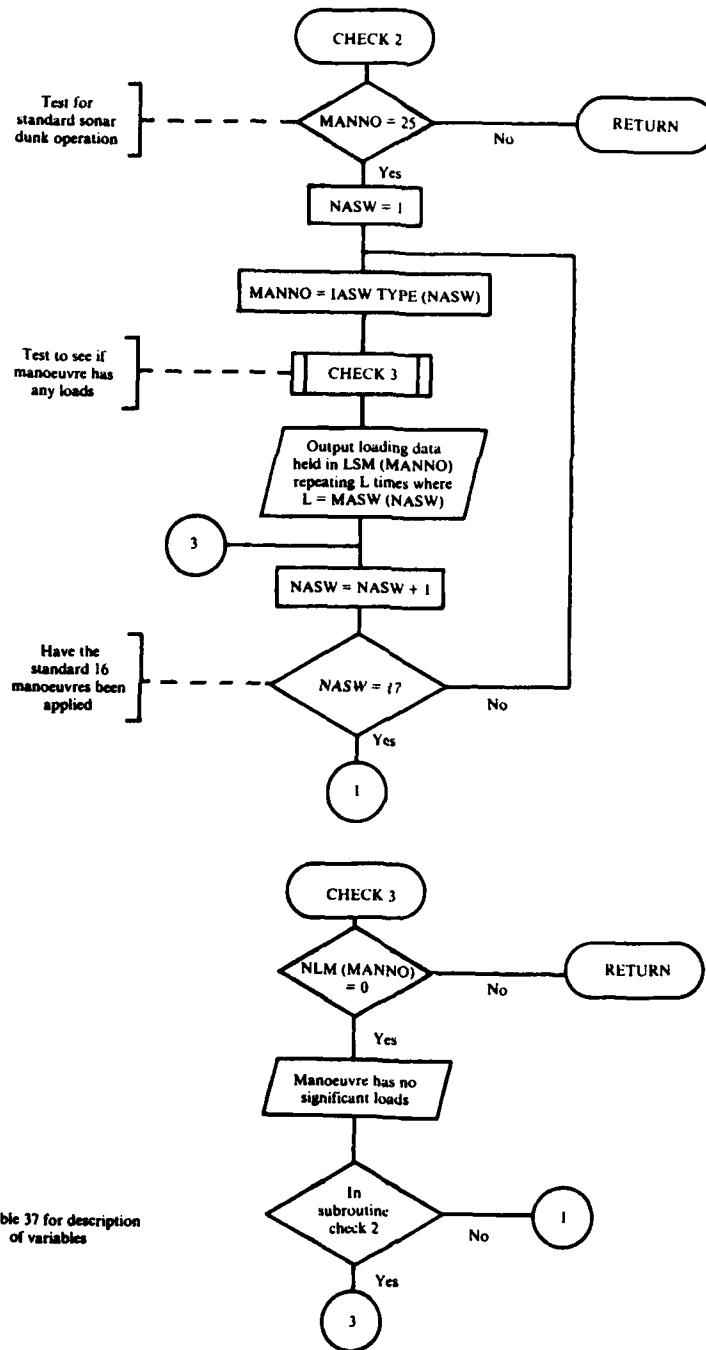 CHECK 2
Test for
standard sonar
dunk operation
MANNO = 25
No
RETURN
Yes
NASW = 1
MANNO = IASW TYPE (NASW)
Test to see if
manoeuvre has
any loads
CHECK 3
Output loading data
held in LSM (MANNO)
repeating L times where
L = MASW (NASW)
3
NASW = NASW + 1
Have the
standard 16
manoeuvres been
applied
NASW = 17
No
Yes
1
CHECK 3
NLM (MANNO)
= 0
No
RETURN
Yes
Manoeuvre has no
significant loads
In
subroutine
check 2
No
1
ble 37 for description
of variables
Yes
3